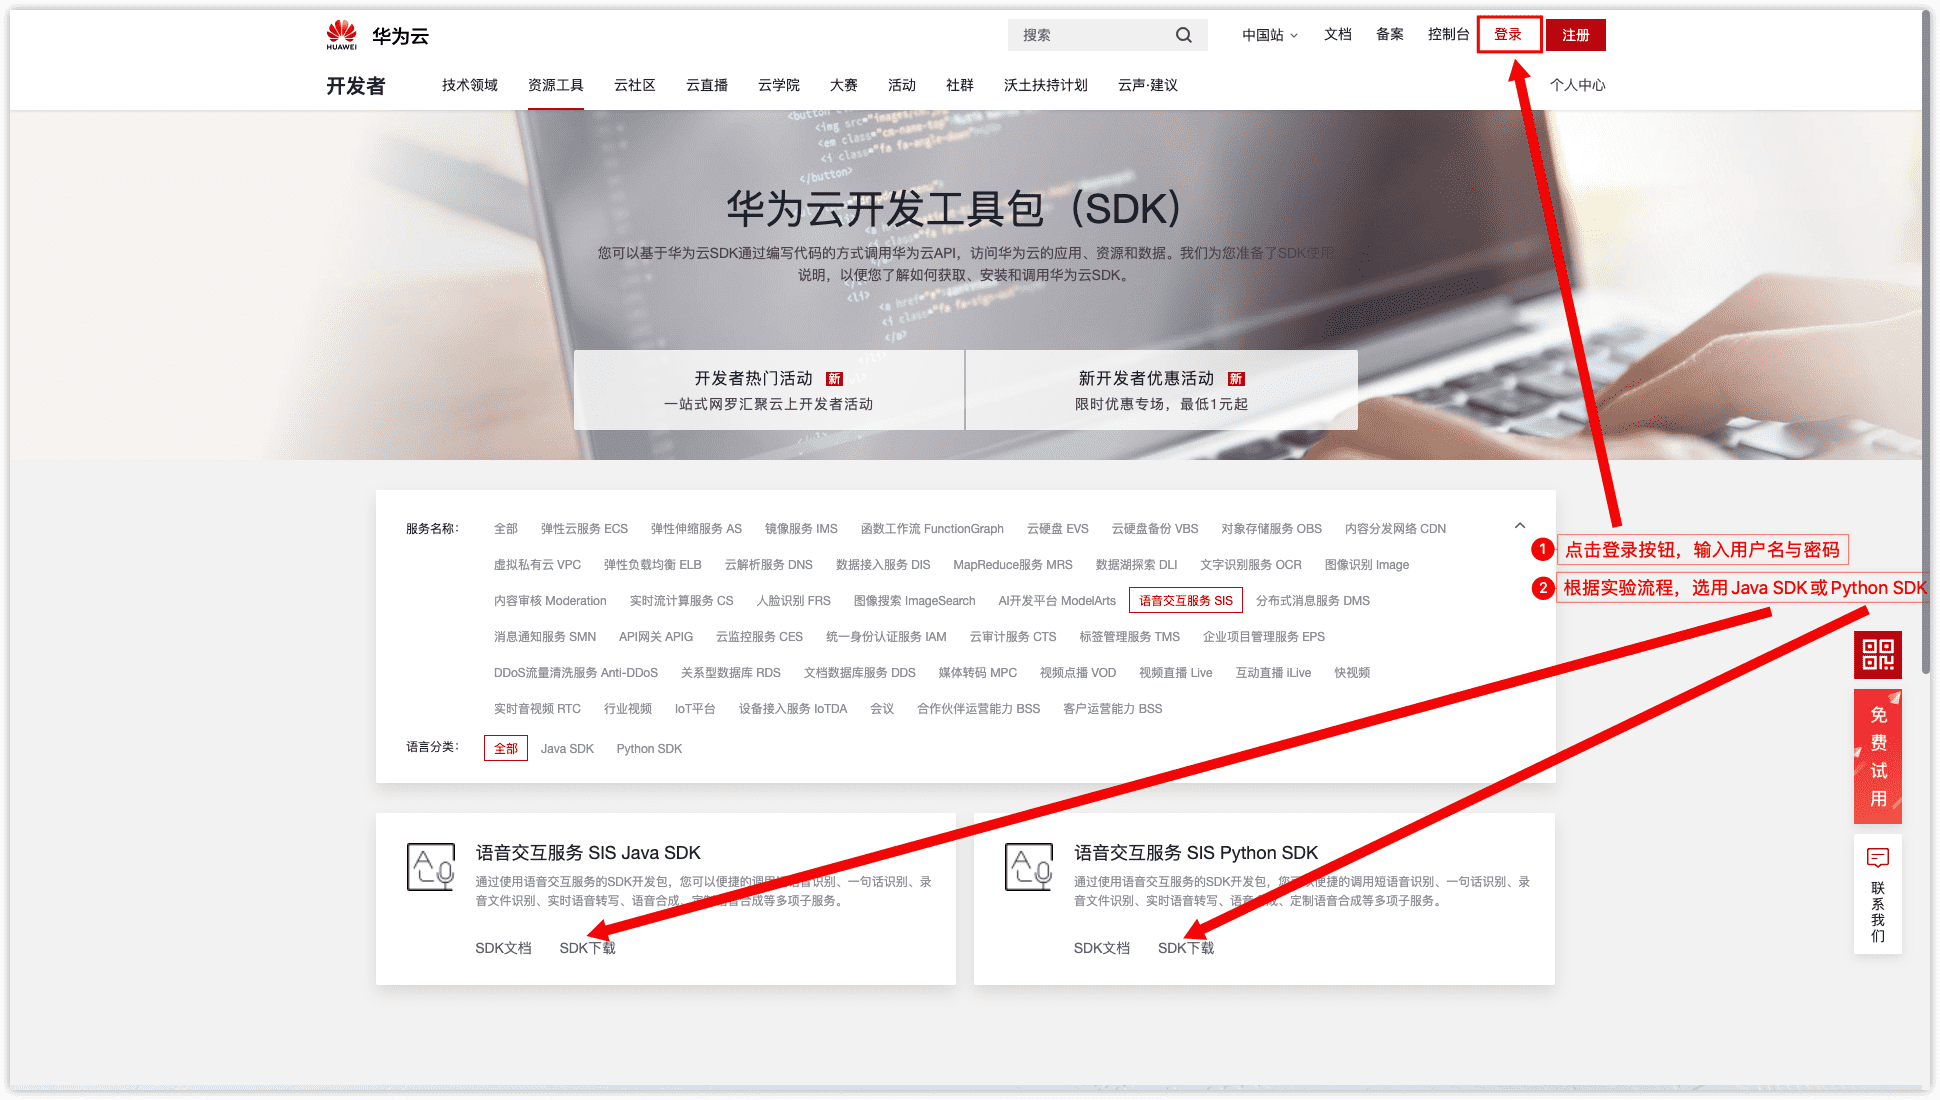 HUAWEI
华为云
搜索
中国站
文档
备案
控制台
登录
注册
开发者
技术领域
资源工具
云社区
云直播
云学院
大赛
活动
社群
沃土扶持计划
云声·建议
个人中心
华为云开发工具包（SDK）
您可以基于华为云SDK通过编写代码的方式调用华为云API，访问华为云的应用、资源和数据。我们为您准备了SDK使用
说明，以便您了解如何获取、安装和调用华为云SDK。
开发者热门活动 新
一站式网罗汇聚云上开发者活动
新开发者优惠活动 新
限时优惠专场，最低1元起
服务名称：
全部 弹性云服务 ECS 弹性伸缩服务 AS 镜像服务 IMS 函数工作流 FunctionGraph 云硬盘 EVS 云硬盘备份 VBS 对象存储服务 OBS 内容分发网络 CDN
虚拟私有云 VPC 弹性负载均衡 ELB 云解析服务 DNS 数据接入服务 DIS MapReduce服务 MRS 数据湖探索 DLI 文字识别服务 OCR 图像识别 Image
内容审核 Moderation 实时流计算服务 CS 人脸识别 FRS 图像搜索 ImageSearch AI开发平台 ModelArts 语音交互服务 SIS 分布式消息服务 DMS
消息通知服务 SMN API网关 APIG 云监控服务 CES 统一身份认证服务 IAM 云审计服务 CTS 标签管理服务 TMS 企业项目管理服务 EPS
DDoS流量清洗服务 Anti-DDoS 关系型数据库 RDS 文档数据库服务 DDS 媒体转码 MPC 视频点播 VOD 视频直播 Live 互动直播 iLive 快视频
实时音视频 RTC 行业视频 IoT平台 设备接入服务 IoTDA 会议 合作伙伴运营能力 BSS 客户运营能力 BSS
语言分类：
全部 Java SDK Python SDK
1 点击登录按钮，输入用户名与密码
2 根据实验流程，选用Java SDK或Python SDK
免费试用
联系我们
语音交互服务 SIS Java SDK
通过使用语音交互服务的SDK开发包，您可以便捷的调用短语音识别、一句话识别、录
音文件识别、实时语音转写、语音合成、定制语音合成等多项子服务。
SDK文档 SDK下载
语音交互服务 SIS Python SDK
通过使用语音交互服务的SDK开发包，您可以便捷的调用短语音识别、一句话识别、录
音文件识别、实时语音转写、语音合成、定制语音合成等多项子服务。
SDK文档 SDK下载